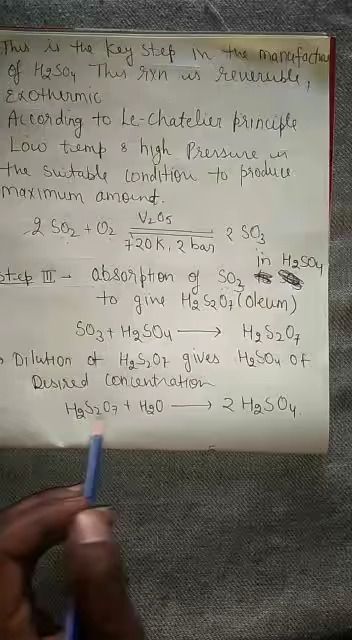 This is the key step in the manufactur
of H₂SO₄ This rxn is reversible,
Exothermic
According to Le-Chatelier principle
Low temp & high Pressure is
the suitable condition to produce
maximum amount.
2 SO₂ + O₂ V₂O₅ 720K, 2 bar 2 SO₃
Step III - absorption of SO₃ in H₂SO₄
to give H₂S₂O₇ (Oleum)
SO₃ + H₂SO₄ → H₂S₂O₇
Dilution of H₂S₂O₇ gives H₂SO₄ of
Desired concentration
H₂S₂O₇ + H₂O → 2 H₂SO₄.